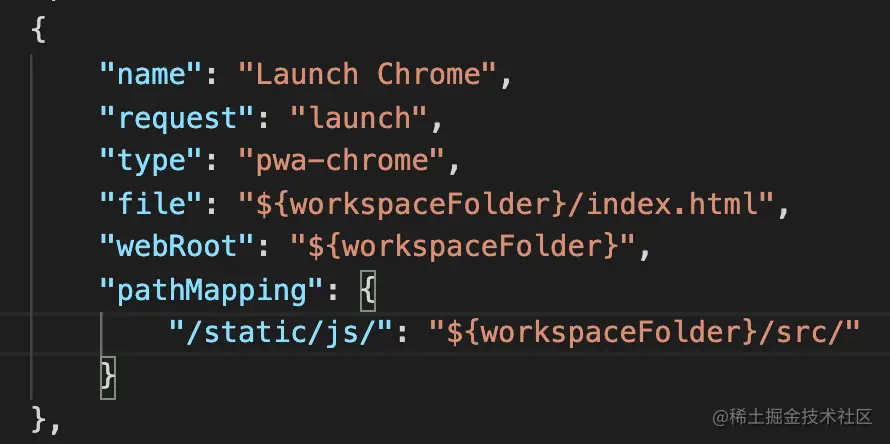 {
"name": "Launch Chrome",
"request": "launch",
"type": "pwa-chrome",
"file": "${workspaceFolder}/index.html",
"webRoot": "${workspaceFolder}",
"pathMapping": {
"/static/js/": "${workspaceFolder}/src/"
}
},
@稀土掘金技术社区